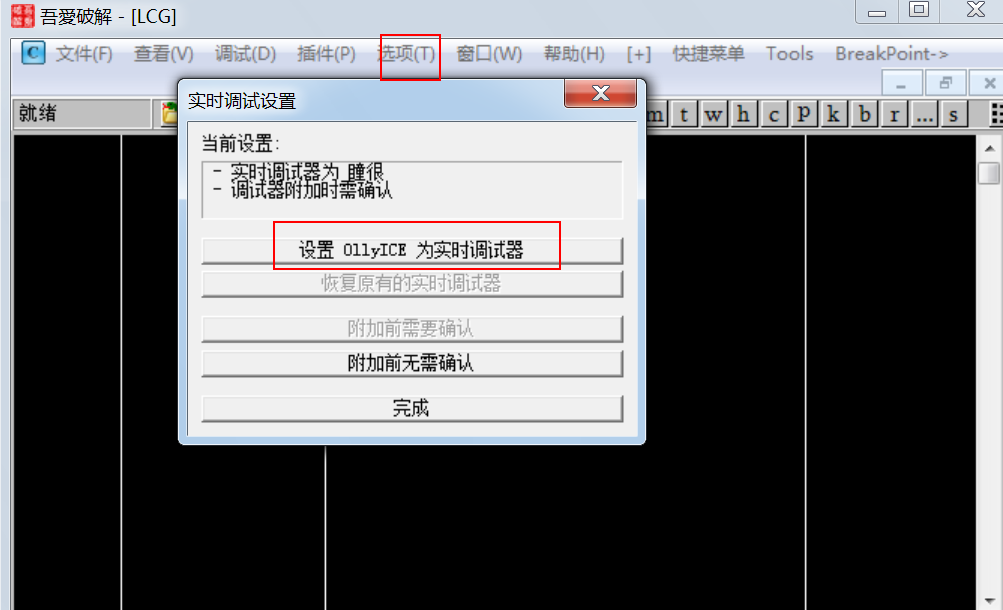 吾愛破解 - [LCG]
C 文件(F) 查看(V) 调试(D) 插件(P) 选项(T) 窗口(W) 帮助(H) [+] 快捷菜单 Tools BreakPoint->
就绪 m t w h c P k b r ... s
实时调试设置
当前设置:
- 实时调试器为 瞳很
- 调试器附加时需确认
设置 OllyICE 为实时调试器
恢复原有的实时调试器
附加前需要确认
附加前无需确认
完成